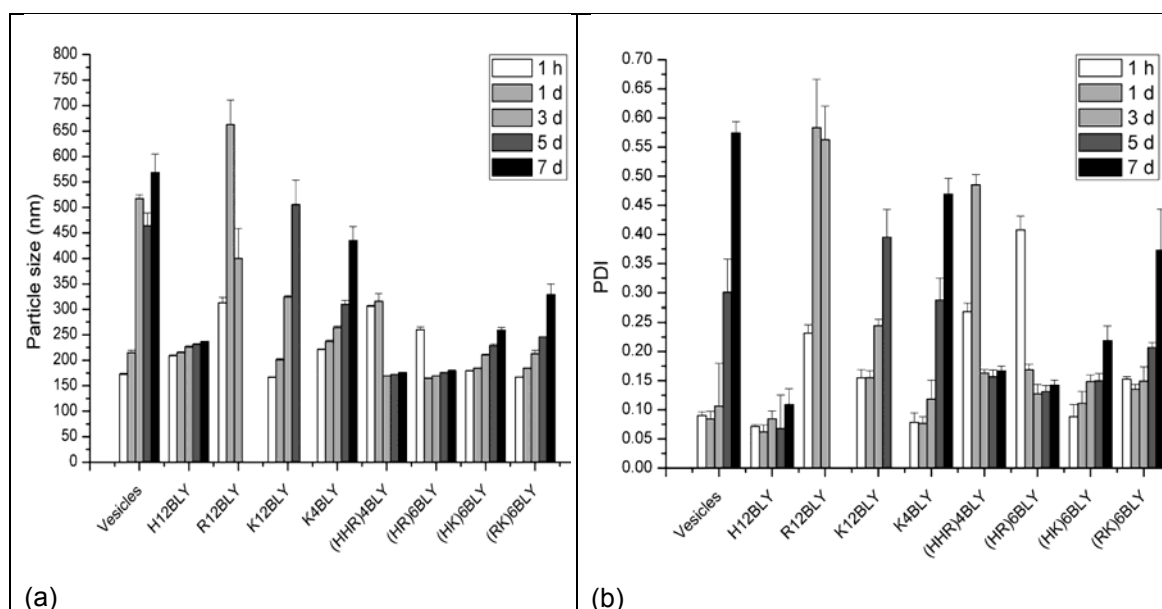 800
750
700
650
600
550
500
450
400
350
300
250
200
150
100
50
0
Particle size (nm)
1 h
1 d
3 d
5 d
7 d
Vesicles
H12BLY
R12BLY
K12BLY
K4BLY
(HHR)4BLY
(HR)6BLY
(HK)6BLY
(RK)6BLY
(a)
0.70
0.65
0.60
0.55
0.50
0.45
0.40
0.35
0.30
0.25
0.20
0.15
0.10
0.05
0.00
PDI
1 h
1 d
3 d
5 d
7 d
Vesicles
H12BLY
R12BLY
K12BLY
K4BLY
(HHR)4BLY
(HR)6BLY
(HK)6BLY
(RK)6BLY
(b)